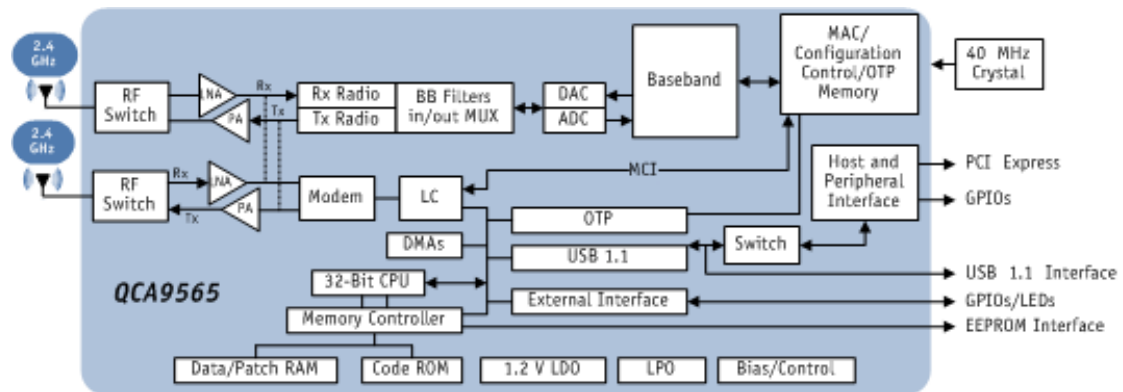 2.4
GHz
RF
Switch
LNA
PA
Rx
Tx
Rx Radio
Tx Radio
BB Filters
in/out MUX
DAC
ADC
Baseband
MAC/
Configuration
Control/OTP
Memory
40 MHz
Crystal
2.4
GHz
RF
Switch
Rx
Tx
LNA
PA
Modem
LC
MCI
Host and
Peripheral
Interface
PCI Express
GPIOs
OTP
DMAs
USB 1.1
Switch
USB 1.1 Interface
QCA9565
32-Bit CPU
External Interface
GPIOs/LEDs
Memory Controller
EEPROM Interface
Data/Patch RAM
Code ROM
1.2 V LDO
LPO
Bias/Control